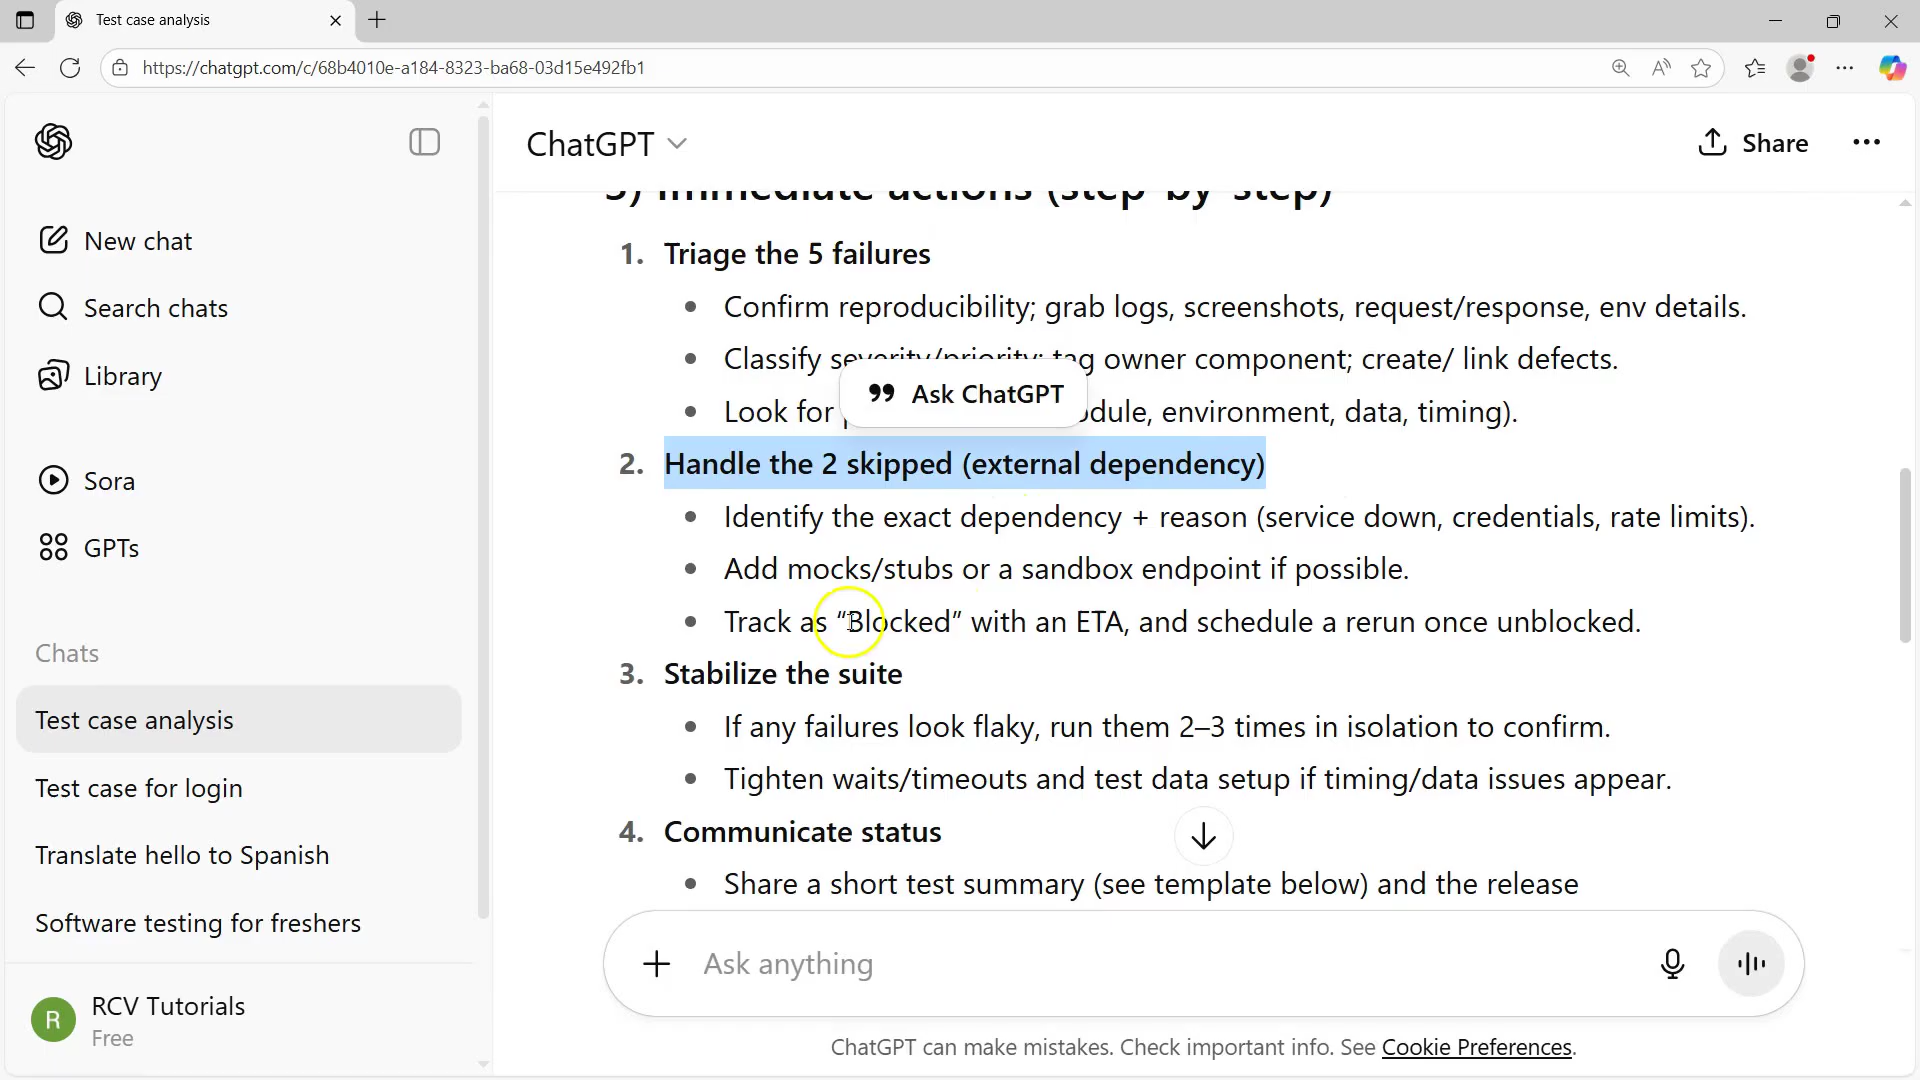 Test case analysis
https://chatgpt.com/c/68b4010e-a184-8323-ba68-03d15e492fb1
New chat
Search chats
Library
Sora
GPTs
Chats
Test case analysis
Test case for login
Translate hello to Spanish
Software testing for freshers
R
RCV Tutorials
Free
ChatGPT
Share
Immediate actions (step-by-step)
1. Triage the 5 failures
• Confirm reproducibility; grab logs, screenshots, request/response, env details.
• Classify severity/priority; tag owner component; create/ link defects.
• Look for environment, data, timing).
Ask ChatGPT
2. Handle the 2 skipped (external dependency)
• Identify the exact dependency + reason (service down, credentials, rate limits).
• Add mocks/stubs or a sandbox endpoint if possible.
• Track as “Blocked” with an ETA, and schedule a rerun once unblocked.
3. Stabilize the suite
• If any failures look flaky, run them 2–3 times in isolation to confirm.
• Tighten waits/timeouts and test data setup if timing/data issues appear.
4. Communicate status
• Share a short test summary (see template below) and the release
Ask anything
ChatGPT can make mistakes. Check important info. See Cookie Preferences.